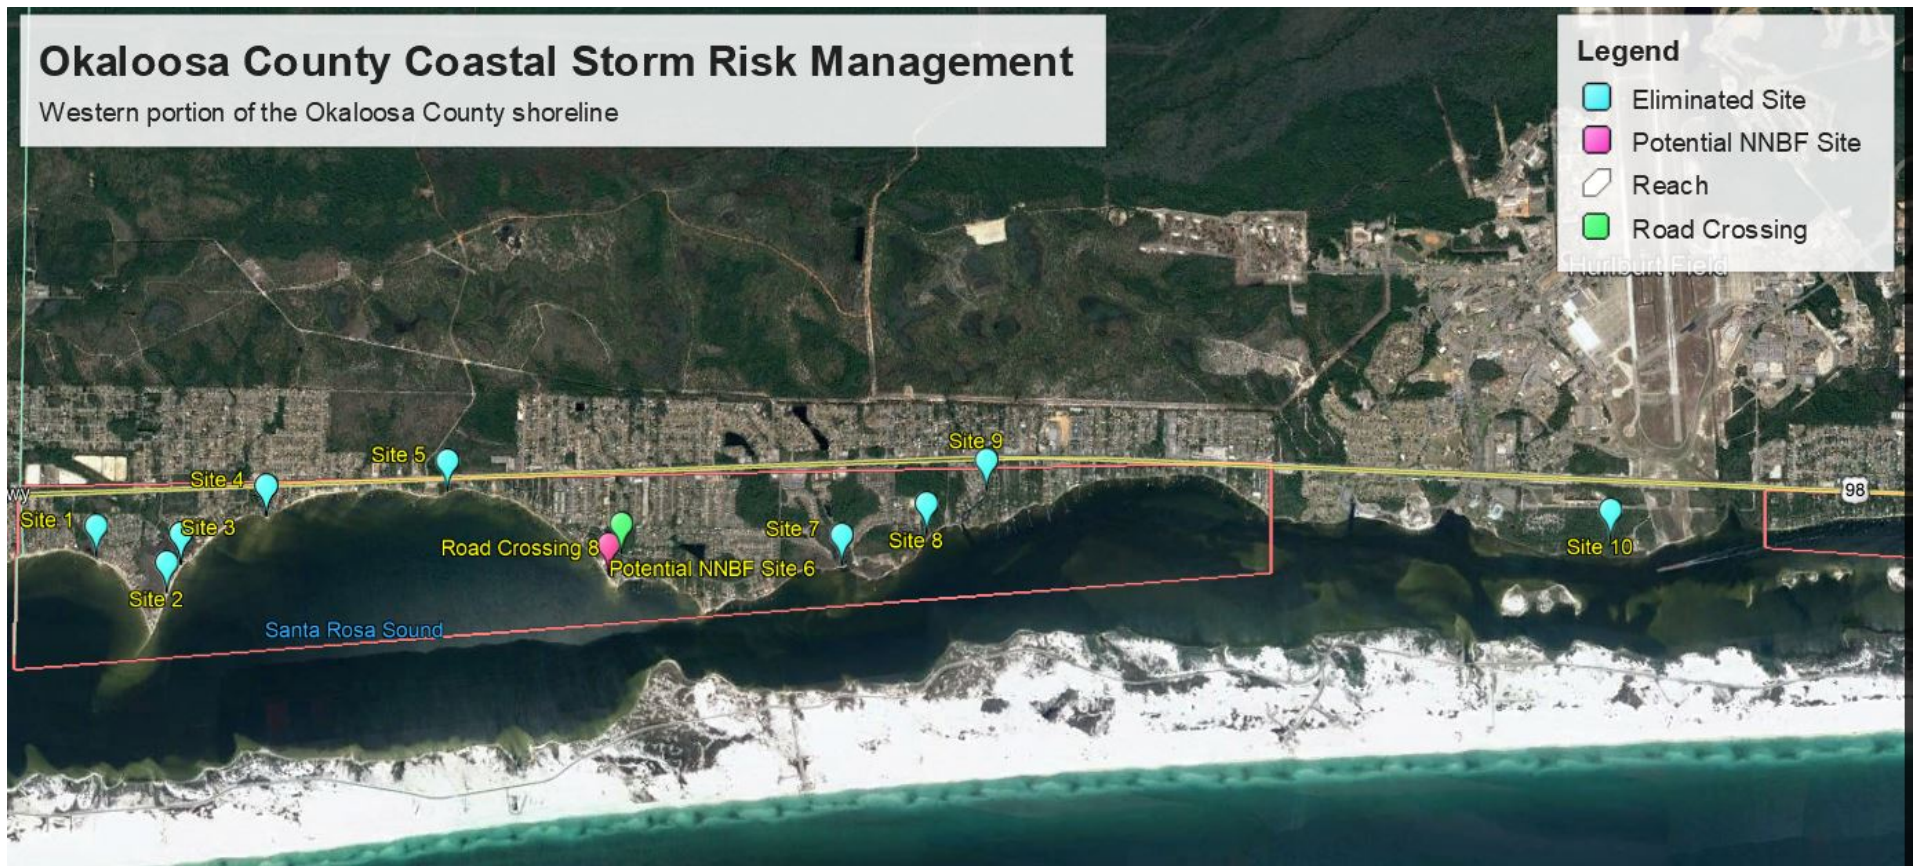 Okaloosa County Coastal Storm Risk Management
Western portion of the Okaloosa County shoreline
Legend
Eliminated Site
Potential NNBF Site
Reach
Road Crossing
Hurlburt Field
Site 9
Site 5
Site 4
wy
98
Site 1
Site 3
Site 7
Site 8
Site 10
Road Crossing 8
Potential NNBF Site 6
Site 2
Santa Rosa Sound